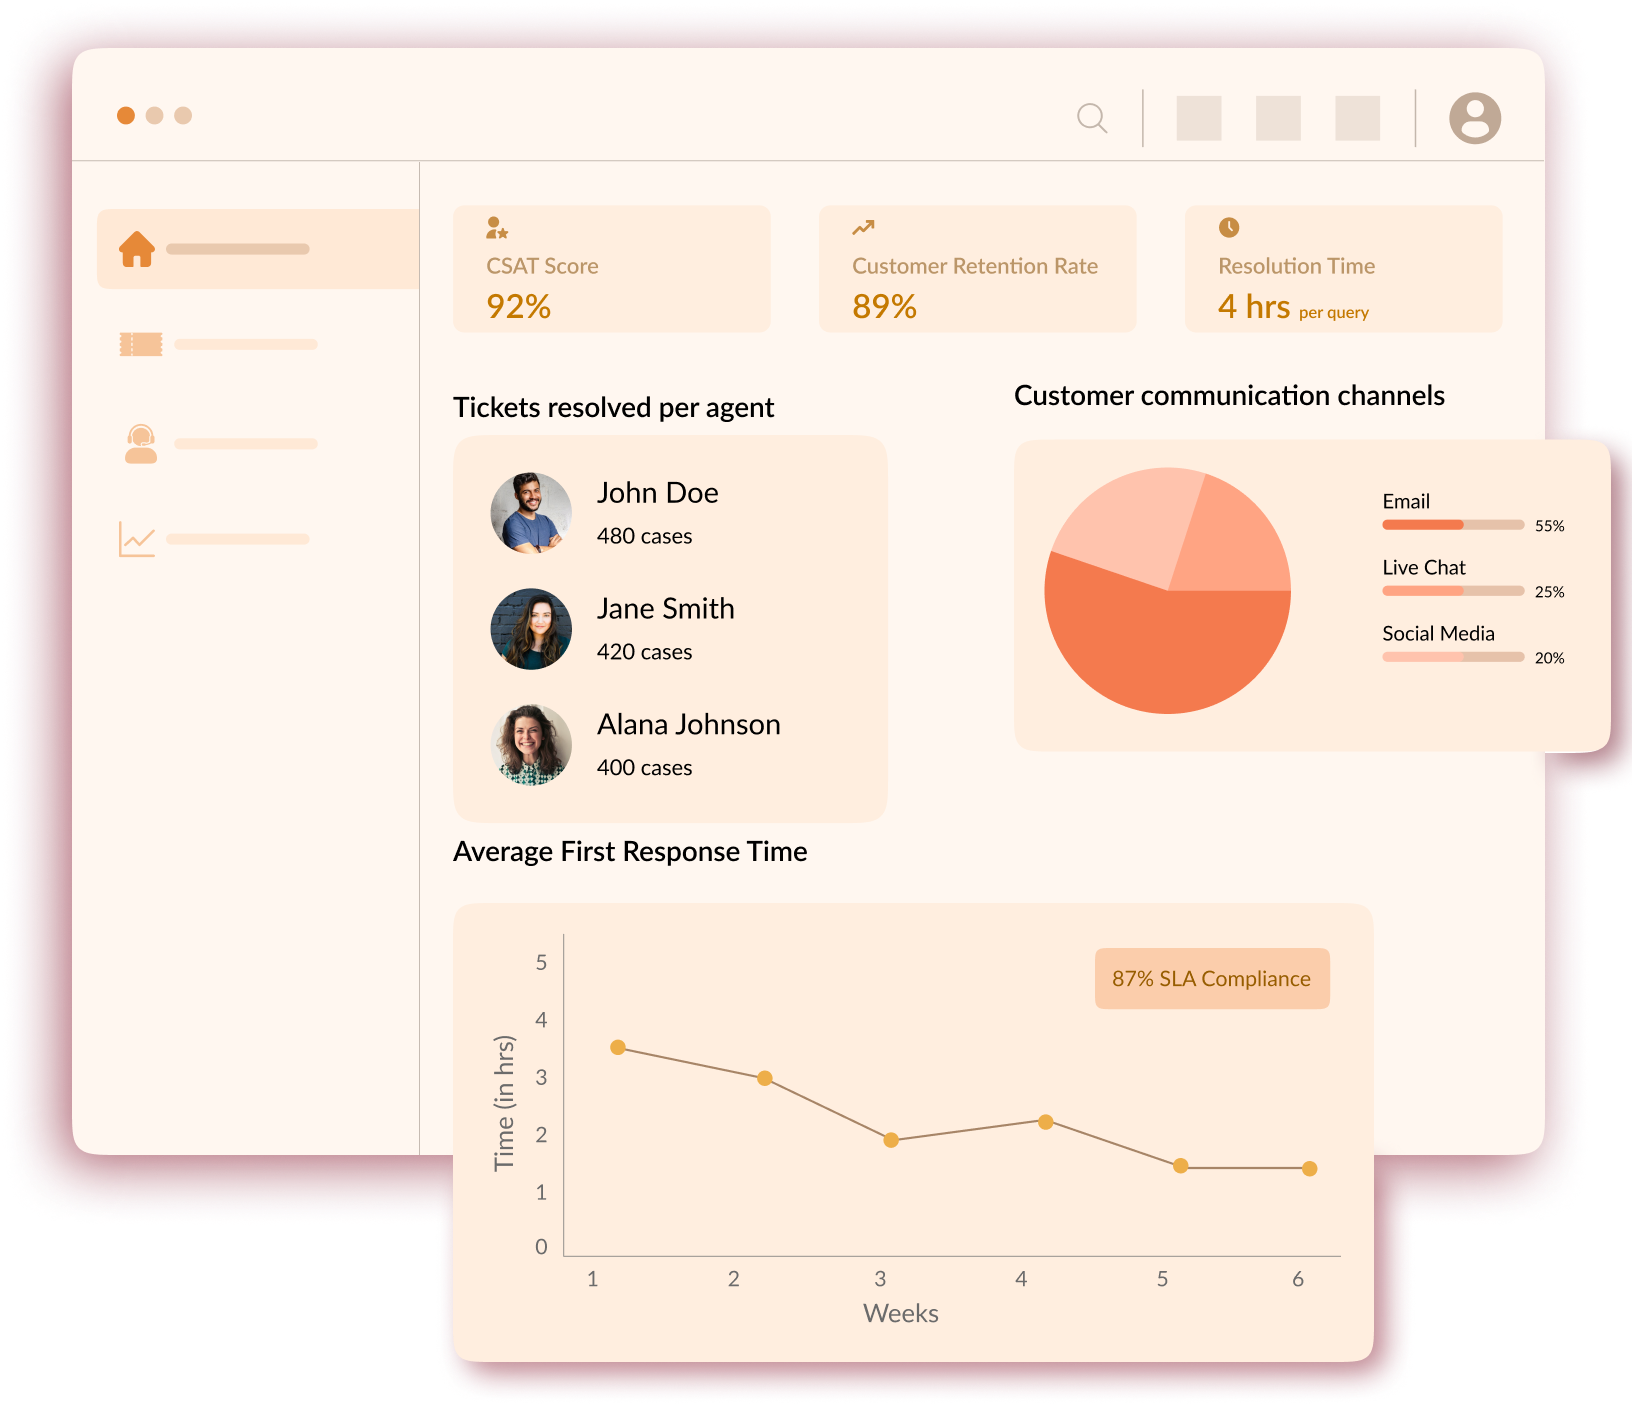 CSAT Score
92%
Customer Retention Rate
89%
Resolution Time
4 hrs per query
Tickets resolved per agent
John Doe
480 cases
Jane Smith
420 cases
Alana Johnson
400 cases
Customer communication channels
Email
55%
Live Chat
25%
Social Media
20%
Average First Response Time
87% SLA Compliance
Time (in hrs)
5
4
3
2
1
0
1 2 3 4 5 6
Weeks